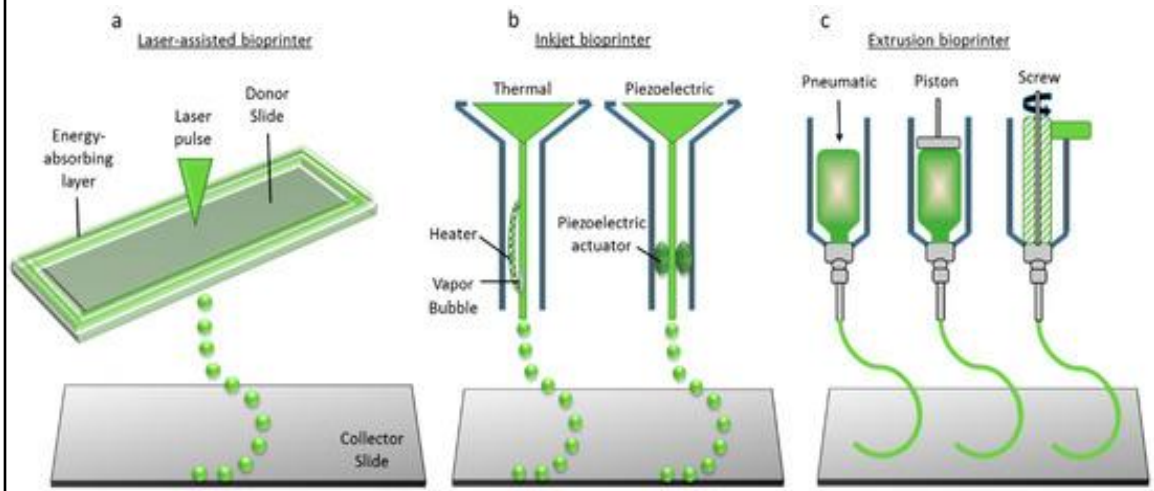 a
Laser-assisted bioprinter
Donor
Slide
Laser
pulse
Energy-
absorbing
layer
Collector
Slide
b
Inkjet bioprinter
Thermal
Piezoelectric
Heater
Vapor
Bubble
Piezoelectric
actuator
c
Extrusion bioprinter
Pneumatic
Piston
Screw